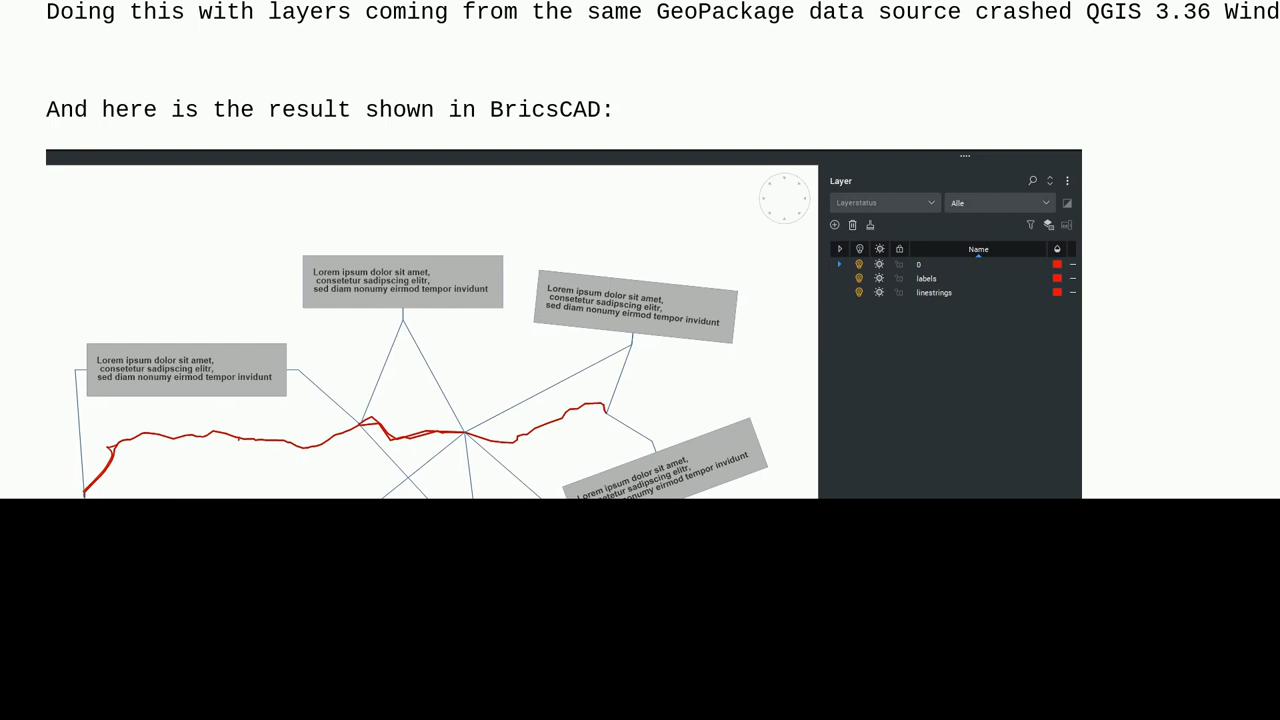 Doing this with layers coming from the same GeoPackage data source crashed QGIS 3.36 Wind
And here is the result shown in BricsCAD:
Layer
Layerstatus
Alle
Name
0
labels
linestrings
Lorem ipsum dolor sit amet,
consetetur sadipscing elitr,
sed diam nonumy eirmod tempor invidunt
Lorem ipsum dolor sit amet,
consetetur sadipscing elitr,
sed diam nonumy eirmod tempor invidunt
Lorem ipsum dolor sit amet,
consetetur sadipscing elitr,
sed diam nonumy eirmod tempor invidunt
Lorem ipsum dolor sit amet,
sadipscing elitr,
nonumy eirmod tempor invidunt